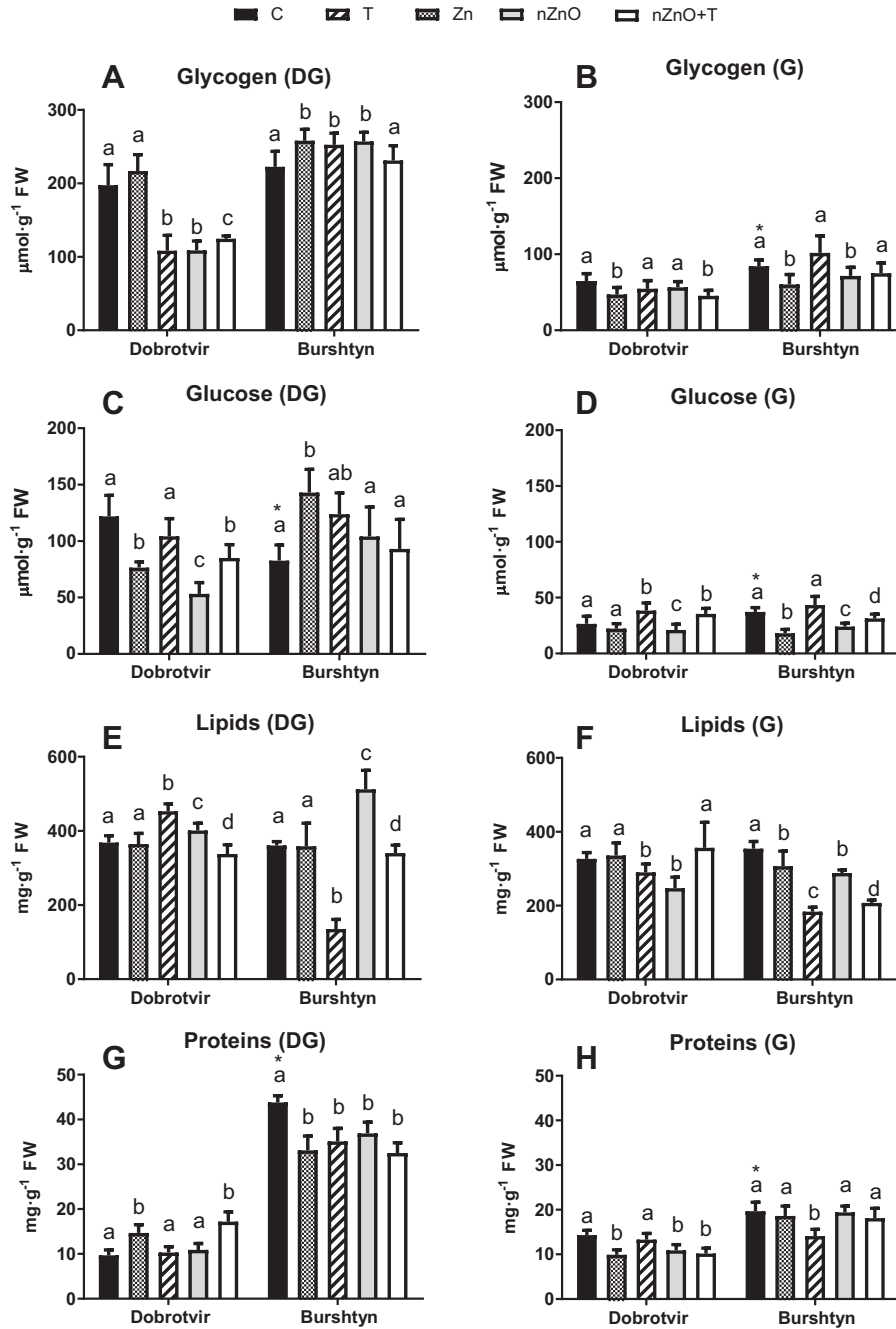 C T Zn nZnO nZnO+T
A Glycogen (DG)
300
200
100
0
μmol·g⁻¹ FW
a a b b c a b b b a
Dobrotvir Burshtyn
B Glycogen (G)
300
200
100
0
μmol·g⁻¹ FW
*
a b a a b a b a b a
Dobrotvir Burshtyn
C Glucose (DG)
200
150
100
50
0
μmol·g⁻¹ FW
*
a b a c b a b ab a a
Dobrotvir Burshtyn
D Glucose (G)
200
150
100
50
0
μmol·g⁻¹ FW
*
a a b c b a b a c d
Dobrotvir Burshtyn
E Lipids (DG)
600
400
200
0
mg·g⁻¹ FW
a a b c d a a b c d
Dobrotvir Burshtyn
F Lipids (G)
600
400
200
0
mg·g⁻¹ FW
a a b b a a b c b d
Dobrotvir Burshtyn
G Proteins (DG)
50
40
30
20
10
0
mg·g⁻¹ FW
*
a b a a b a b b b b
Dobrotvir Burshtyn
H Proteins (G)
50
40
30
20
10
0
mg·g⁻¹ FW
*
a b a b b a a b a a
Dobrotvir Burshtyn